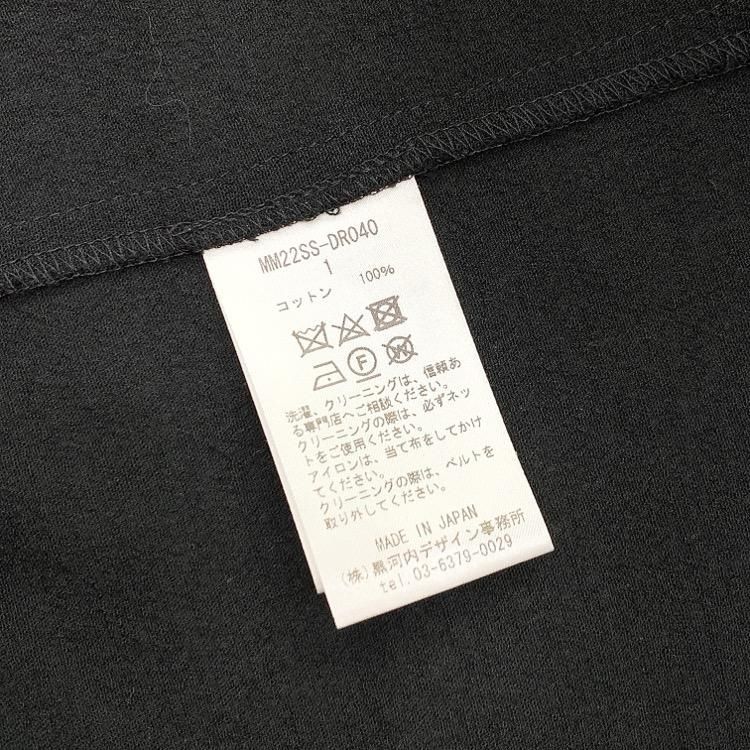 MM22SS-DR040
1
コットン 100%
F
W
洗濯、クリーニングは、信頼あ
る専門店へご相談ください。
クリーニングの際は、必ずネッ
トをご使用ください。
アイロンは、当て布をしてかけ
てください。
クリーニングの際は、ベルトを
取り外してください。
MADE IN JAPAN
(株)黒河内デザイン事務所
tel.03-6379-0029